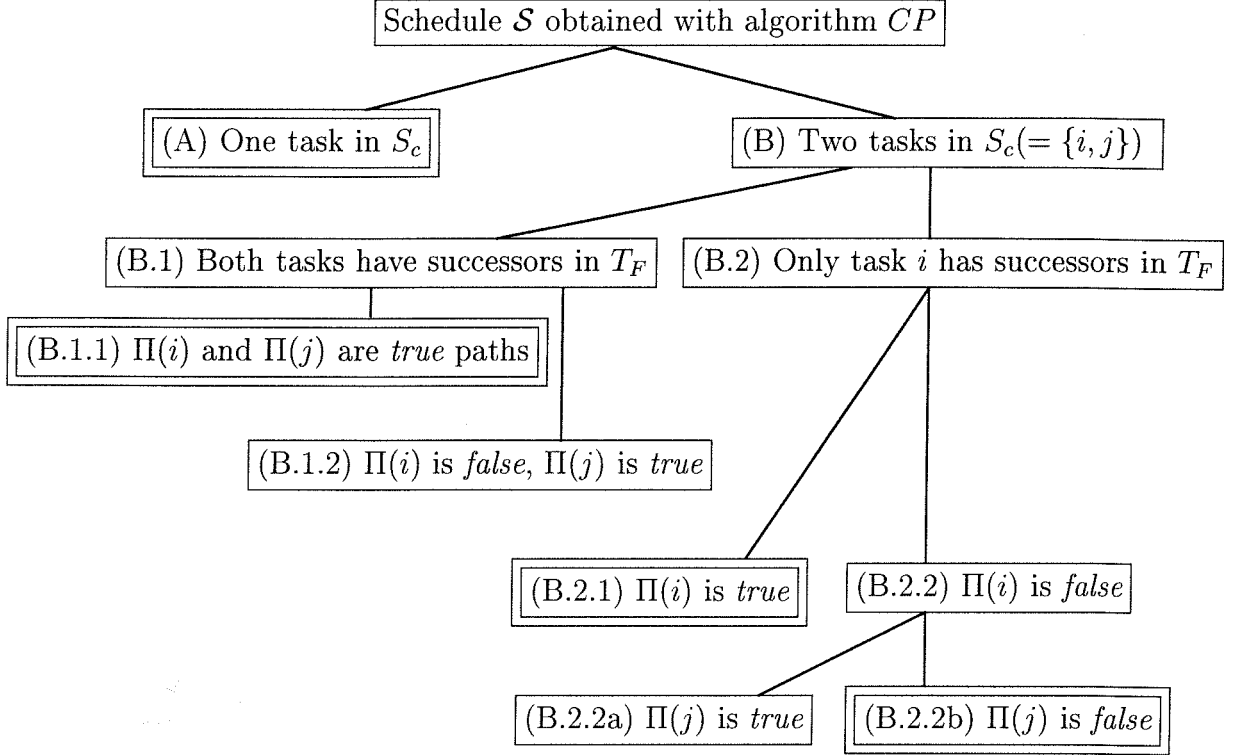 Schedule 𝒮 obtained with algorithm CP
(A) One task in S_c
(B) Two tasks in S_c(= {i, j})
(B.1) Both tasks have successors in T_F
(B.2) Only task i has successors in T_F
(B.1.1) Π(i) and Π(j) are true paths
(B.1.2) Π(i) is false, Π(j) is true
(B.2.1) Π(i) is true
(B.2.2) Π(i) is false
(B.2.2a) Π(j) is true
(B.2.2b) Π(j) is false